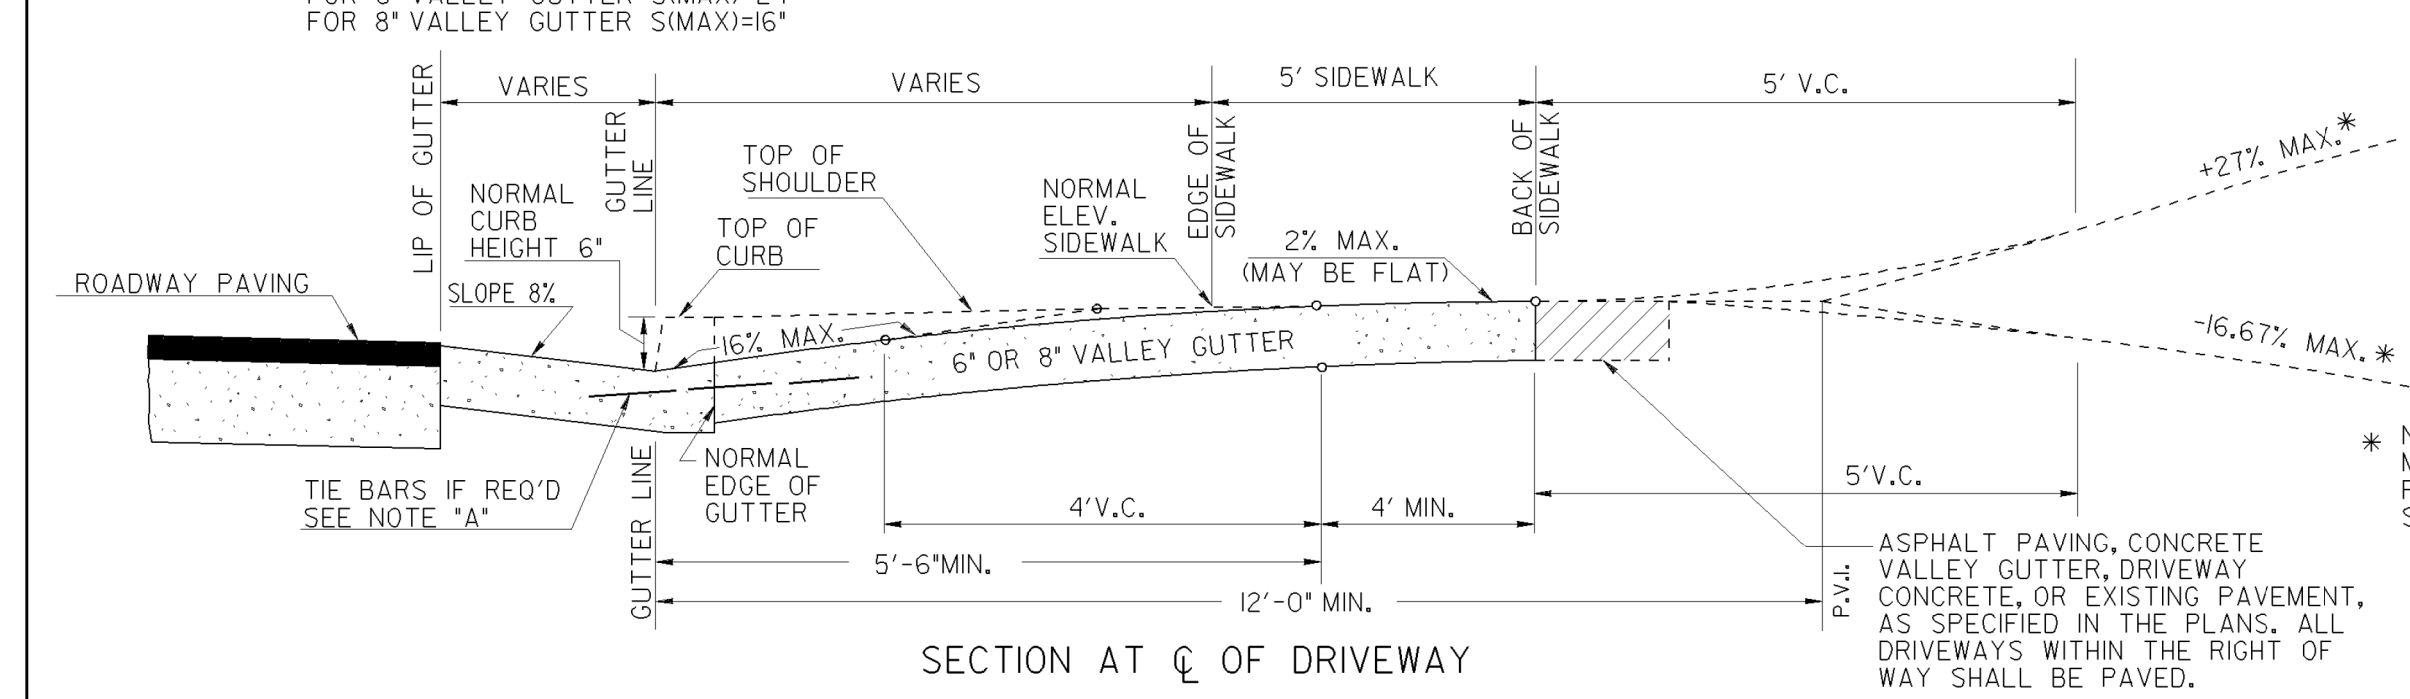 FOR 8" VALLEY GUTTER S(MAX)=16"
LIP OF GUTTER
VARIES
GUTTER
LINE
VARIES
EDGE OF
SIDEWALK
5' SIDEWALK
BACK OF
SIDEWALK
5' V.C.
+27% MAX.*
NORMAL
CURB
HEIGHT 6"
TOP OF
SHOULDER
TOP OF
CURB
NORMAL
ELEV.
SIDEWALK
2% MAX.
(MAY BE FLAT)
ROADWAY PAVING
SLOPE 8%
16% MAX.
6" OR 8" VALLEY GUTTER
-16.67% MAX.*
*
TIE BARS IF REQ'D
SEE NOTE "A"
GUTTER LINE
NORMAL
EDGE OF
GUTTER
4'V.C.
4' MIN.
5'V.C.
5'-6"MIN.
12'-0" MIN.
P.V.I.
ASPHALT PAVING, CONCRETE
VALLEY GUTTER, DRIVEWAY
CONCRETE, OR EXISTING PAVEMENT,
AS SPECIFIED IN THE PLANS. ALL
DRIVEWAYS WITHIN THE RIGHT OF
WAY SHALL BE PAVED.
SECTION AT ℄ OF DRIVEWAY